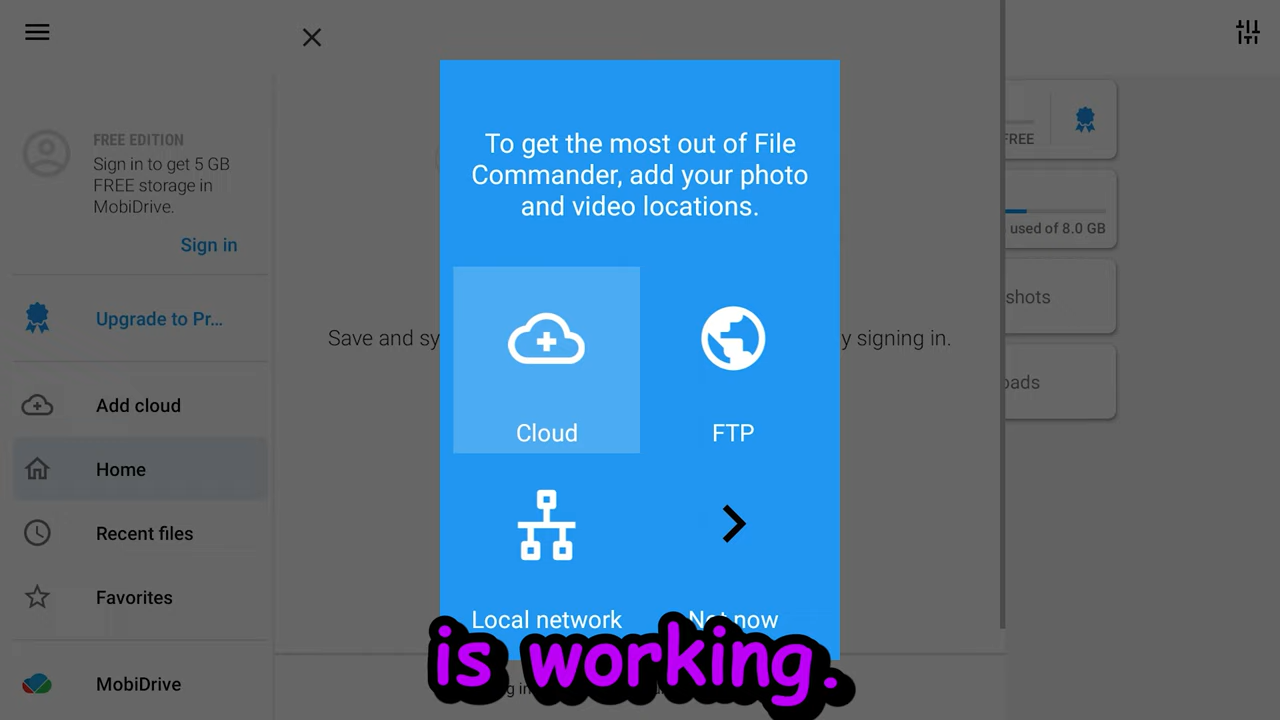 FREE EDITION
Sign in to get 5 GB
FREE storage in
MobiDrive.
Sign in
Upgrade to Pr...
Add cloud
Home
Recent files
Favorites
MobiDrive
To get the most out of File
Commander, add your photo
and video locations.
Cloud
FTP
Local network
Not now
Save and sy
y signing in.
FREE
used of 8.0 GB
shots
oads
is working.